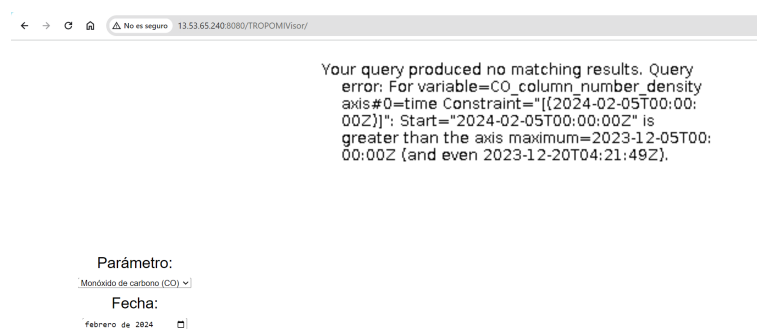 No es seguro 13.53.65.240:8080/TROPOMIVisor/
Your query produced no matching results. Query
error: For variable=CO_column_number_density
axis#0=time Constraint="[(2024-02-05T00:00:
00Z)]": Start="2024-02-05T00:00:00Z" is
greater than the axis maximum=2023-12-05T00:
00:00Z (and even 2023-12-20T04:21:49Z).
Parámetro:
Monóxido de carbono (CO)
Fecha:
febrero de 2024